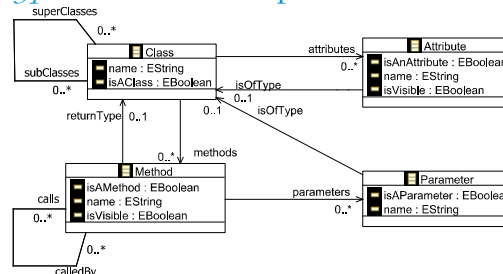 superClasses
0..*
Class
name : EString
isAClass : EBoolean
subClasses
0..*
attributes
0..*
Attribute
isAnAttribute : EBoolean
name : EString
isVisible : EBoolean
isOfType
0..1
returnType
0..1
0..1
isOfType
0..*
methods
Method
isAMethod : EBoolean
name : EString
isVisible : EBoolean
calls
0..*
0..*
calledBy
parameters
0..*
Parameter
isAParameter : EBoolea
name : EString